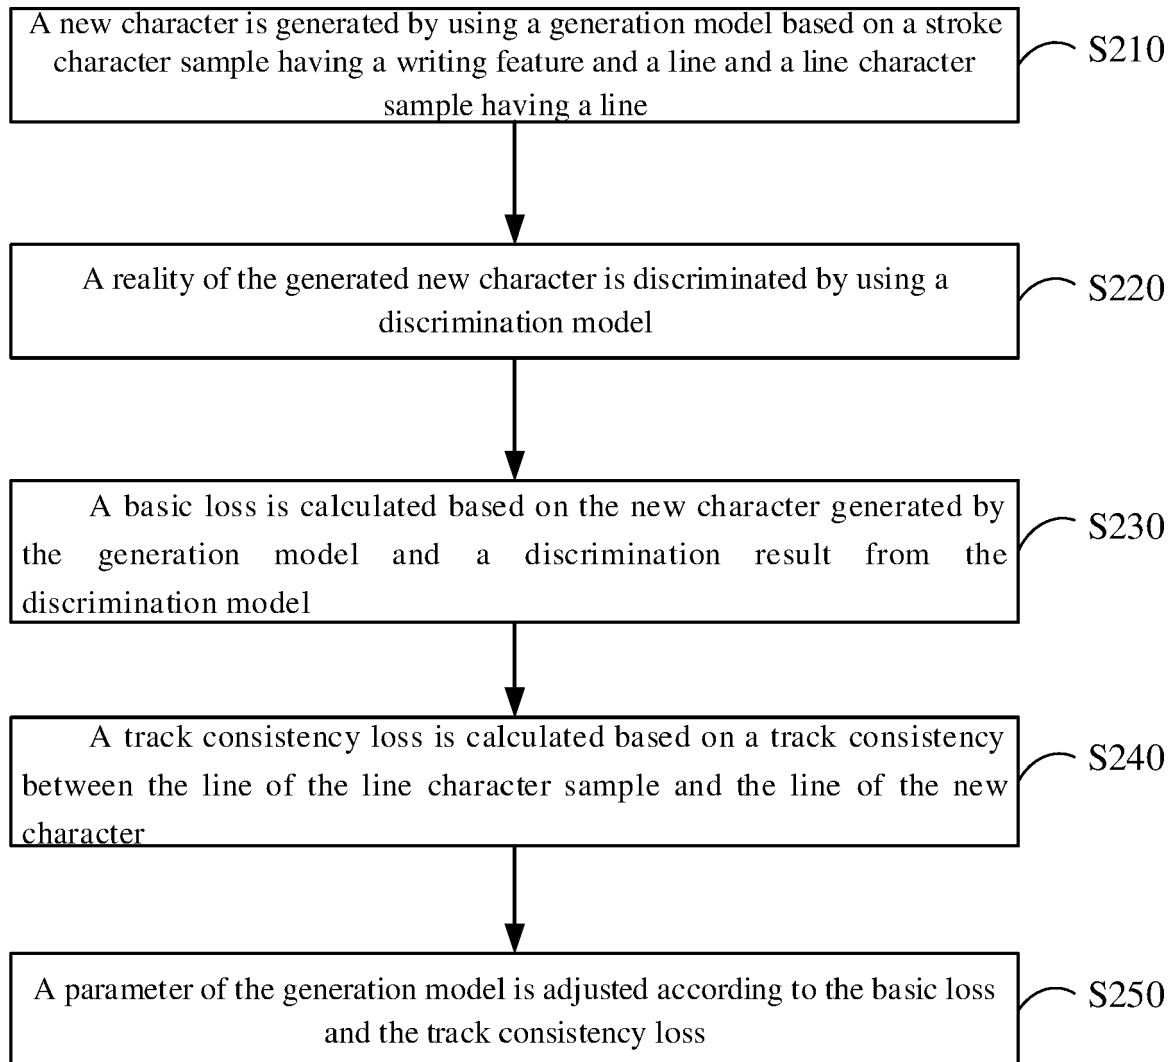 A new character is generated by using a generation model based on a stroke
character sample having a writing feature and a line and a line character
sample having a line
S210
A reality of the generated new character is discriminated by using a
discrimination model
S220
A basic loss is calculated based on the new character generated by
the generation model and a discrimination result from the
discrimination model
S230
A track consistency loss is calculated based on a track consistency
between the line of the line character sample and the line of the new
character
S240
A parameter of the generation model is adjusted according to the basic loss
and the track consistency loss
S250